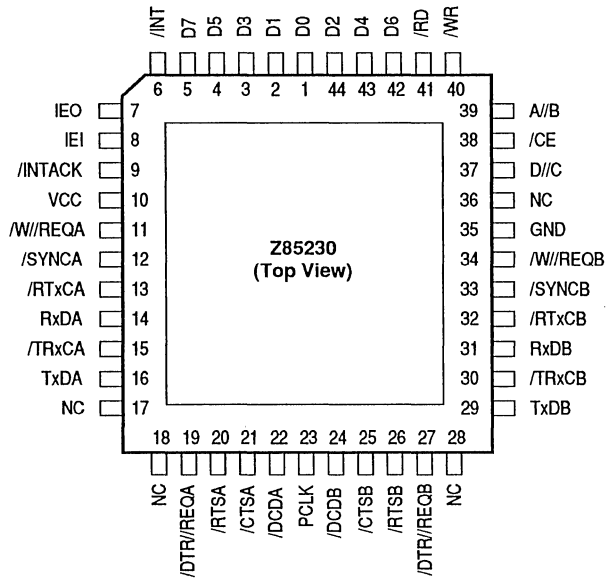 /INT D7 D5 D3 D1 D0 D2 D4 D6 /RD /WR
6 5 4 3 2 1 44 43 42 41 40
IEO 7 39 A//B
IEI 8 38 /CE
/INTACK 9 37 D//C
VCC 10 36 NC
/W//REQA 11 35 GND
/SYNCA 12 34 /W//REQB
/RTxCA 13 33 /SYNCB
RxDA 14 32 /RTxCB
/TRxCA 15 31 RxDB
TxDA 16 30 /TRxCB
NC 17 29 TxDB
Z85230
(Top View)
18 19 20 21 22 23 24 25 26 27 28
NC /DTR//REQA /RTSA /CTSA /DCDA PCLK /DCDB /CTSB /RTSB /DTR//REQB NC